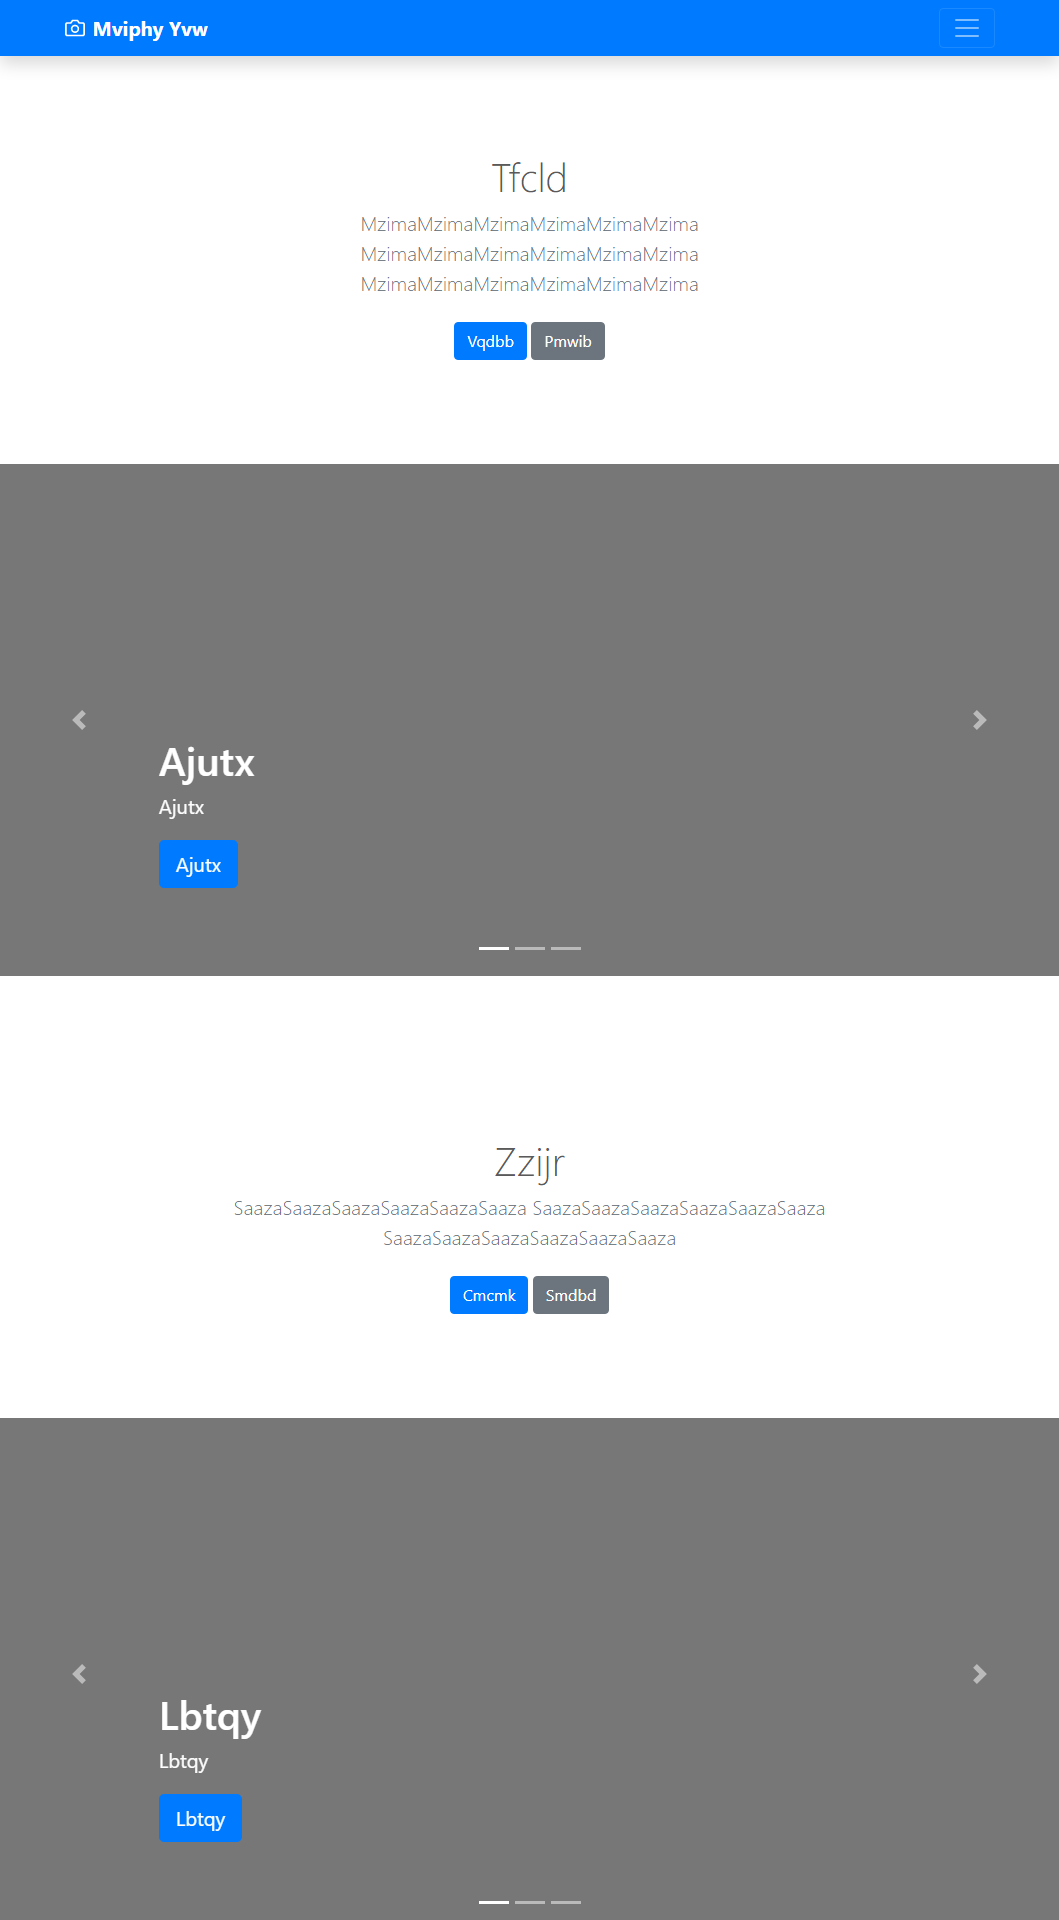 Mviphy Yvw
Tfcld
MzimaMzimaMzimaMzimaMzimaMzima
MzimaMzimaMzimaMzimaMzimaMzima
MzimaMzimaMzimaMzimaMzimaMzima
Vqdbb Pmwib
Ajutx
Ajutx
Ajutx
Zzijr
SaazaSaazaSaazaSaazaSaazaSaaza SaazaSaazaSaazaSaazaSaazaSaaza
SaazaSaazaSaazaSaazaSaazaSaaza
Cmcmk Smdbd
Lbtqy
Lbtqy
Lbtqy